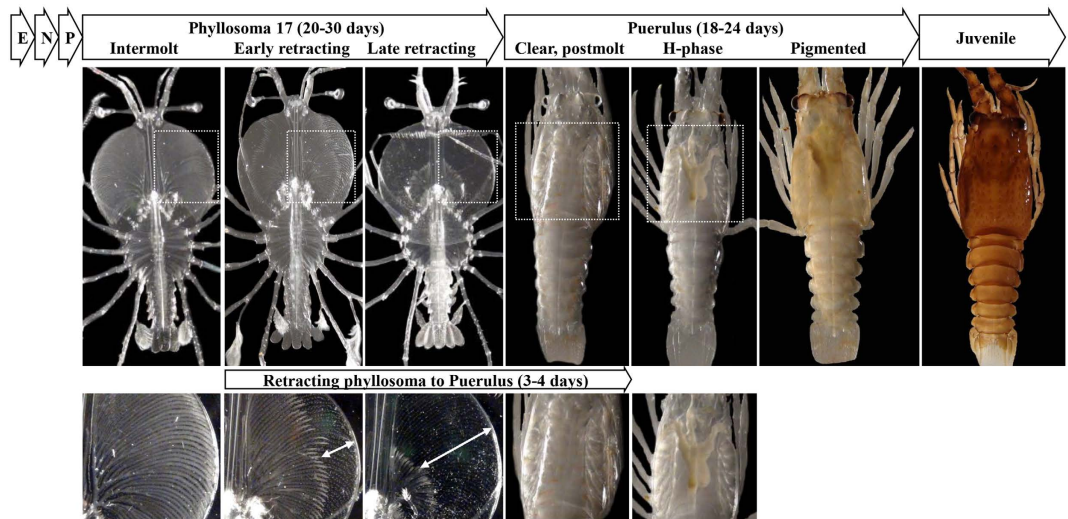 E
N
P
Phyllosoma 17 (20-30 days)
Intermolt
Early retracting
Late retracting
Puerulus (18-24 days)
Clear, postmolt
H-phase
Pigmented
Juvenile
Retracting phyllosoma to Puerulus (3-4 days)